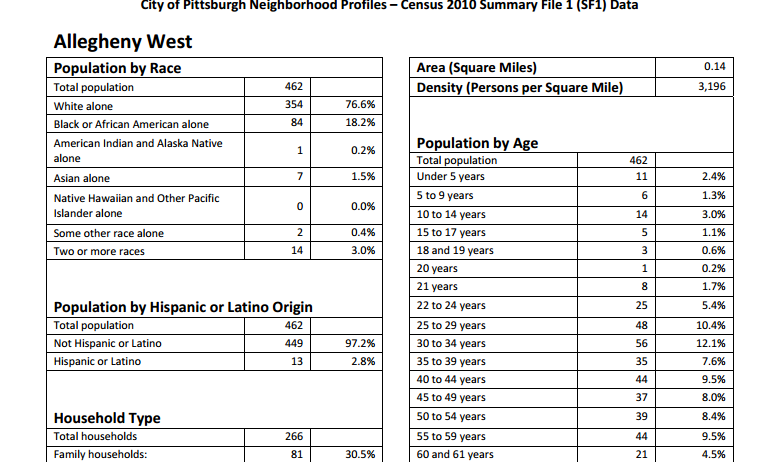 City of Pittsburgh Neighborhood Profiles – Census 2010 Summary File 1 (SF1) Data
Allegheny West
Population by Race
Total population 462
White alone 354 76.6%
Black or African American alone 84 18.2%
American Indian and Alaska Native
alone 1 0.2%
Asian alone 7 1.5%
Native Hawaiian and Other Pacific
Islander alone 0 0.0%
Some other race alone 2 0.4%
Two or more races 14 3.0%
Population by Hispanic or Latino Origin
Total population 462
Not Hispanic or Latino 449 97.2%
Hispanic or Latino 13 2.8%
Household Type
Total households 266
Family households: 81 30.5%
Area (Square Miles) 0.14
Density (Persons per Square Mile) 3,196
Population by Age
Total population 462
Under 5 years 11 2.4%
5 to 9 years 6 1.3%
10 to 14 years 14 3.0%
15 to 17 years 5 1.1%
18 and 19 years 3 0.6%
20 years 1 0.2%
21 years 8 1.7%
22 to 24 years 25 5.4%
25 to 29 years 48 10.4%
30 to 34 years 56 12.1%
35 to 39 years 35 7.6%
40 to 44 years 44 9.5%
45 to 49 years 37 8.0%
50 to 54 years 39 8.4%
55 to 59 years 44 9.5%
60 and 61 years 21 4.5%